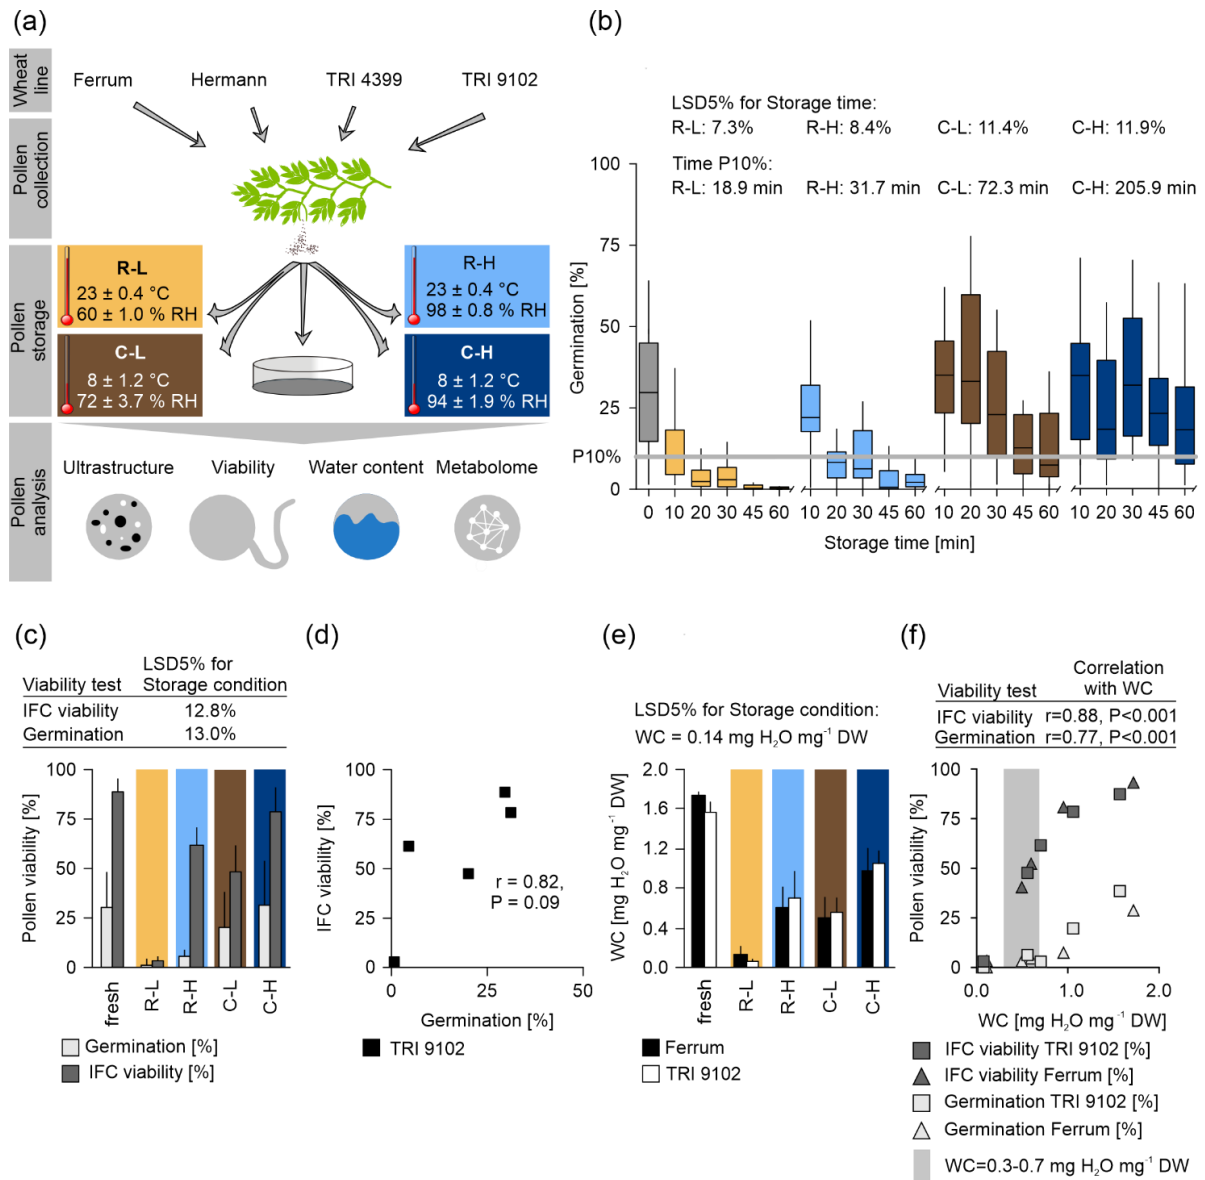 (a)
Wheat line
Pollen collection
Pollen storage
Pollen analysis
Ferrum Hermann TRI 4399 TRI 9102
R-L
23 ± 0.4 °C
60 ± 1.0 % RH
R-H
23 ± 0.4 °C
98 ± 0.8 % RH
C-L
8 ± 1.2 °C
72 ± 3.7 % RH
C-H
8 ± 1.2 °C
94 ± 1.9 % RH
Ultrastructure Viability Water content Metabolome
(b)
LSD5% for Storage time:
R-L: 7.3% R-H: 8.4% C-L: 11.4% C-H: 11.9%
Time P10%:
R-L: 18.9 min R-H: 31.7 min C-L: 72.3 min C-H: 205.9 min
Germination [%]
100
75
50
25
P10%
0
0 10 20 30 45 60 10 20 30 45 60 10 20 30 45 60 10 20 30 45 60
Storage time [min]
(c)
LSD5% for
Viability test Storage condition
IFC viability 12.8%
Germination 13.0%
Pollen viability [%]
100
75
50
25
0
fresh R-L R-H C-L C-H
Germination [%]
IFC viability [%]
(d)
IFC viability [%]
100
75
50
25
0
r = 0.82,
P = 0.09
0 25 50
Germination [%]
TRI 9102
(e)
LSD5% for Storage condition:
WC = 0.14 mg H₂O mg⁻¹ DW
WC [mg H₂O mg⁻¹ DW]
2.0
1.6
1.2
0.8
0.4
0.0
fresh R-L R-H C-L C-H
Ferrum
TRI 9102
(f)
Correlation
Viability test with WC
IFC viability r=0.88, P<0.001
Germination r=0.77, P<0.001
Pollen viability [%]
100
75
50
25
0
0.0 1.0 2.0
WC [mg H₂O mg⁻¹ DW]
IFC viability TRI 9102 [%]
IFC viability Ferrum [%]
Germination TRI 9102 [%]
Germination Ferrum [%]
WC=0.3-0.7 mg H₂O mg⁻¹ DW